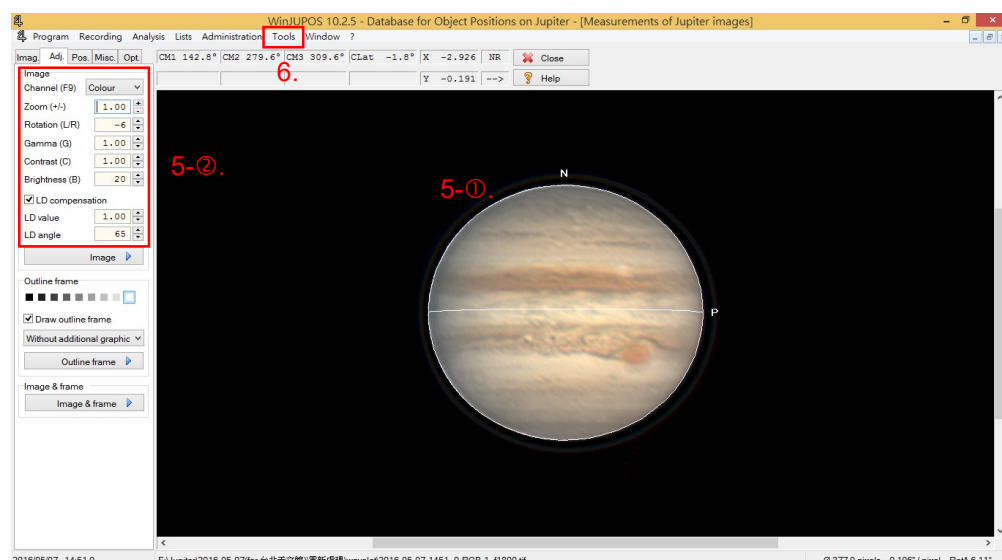 WinJUPOS 10.2.5 - Database for Object Positions on Jupiter - [Measurements of Jupiter images]
Program Recording Analysis Lists Administration Tools Window ?
Imag. Adj. Pos. Misc. Opt.
CM1 142.8° CM2 279.6° CM3 309.6° CLat -1.8° X -2.926 NR Close
6.
Y -0.191 --> Help
Image
Channel (F9) Colour
Zoom (+/-) 1.00
Rotation (L/R) -6
Gamma (G) 1.00
Contrast (C) 1.00
Brightness (B) 20
LD compensation
LD value 1.00
LD angle 65
Image
5-②.
5-①.
N
P
Outline frame
Draw outline frame
Without additional graphic
Outline frame
Image & frame
Image & frame